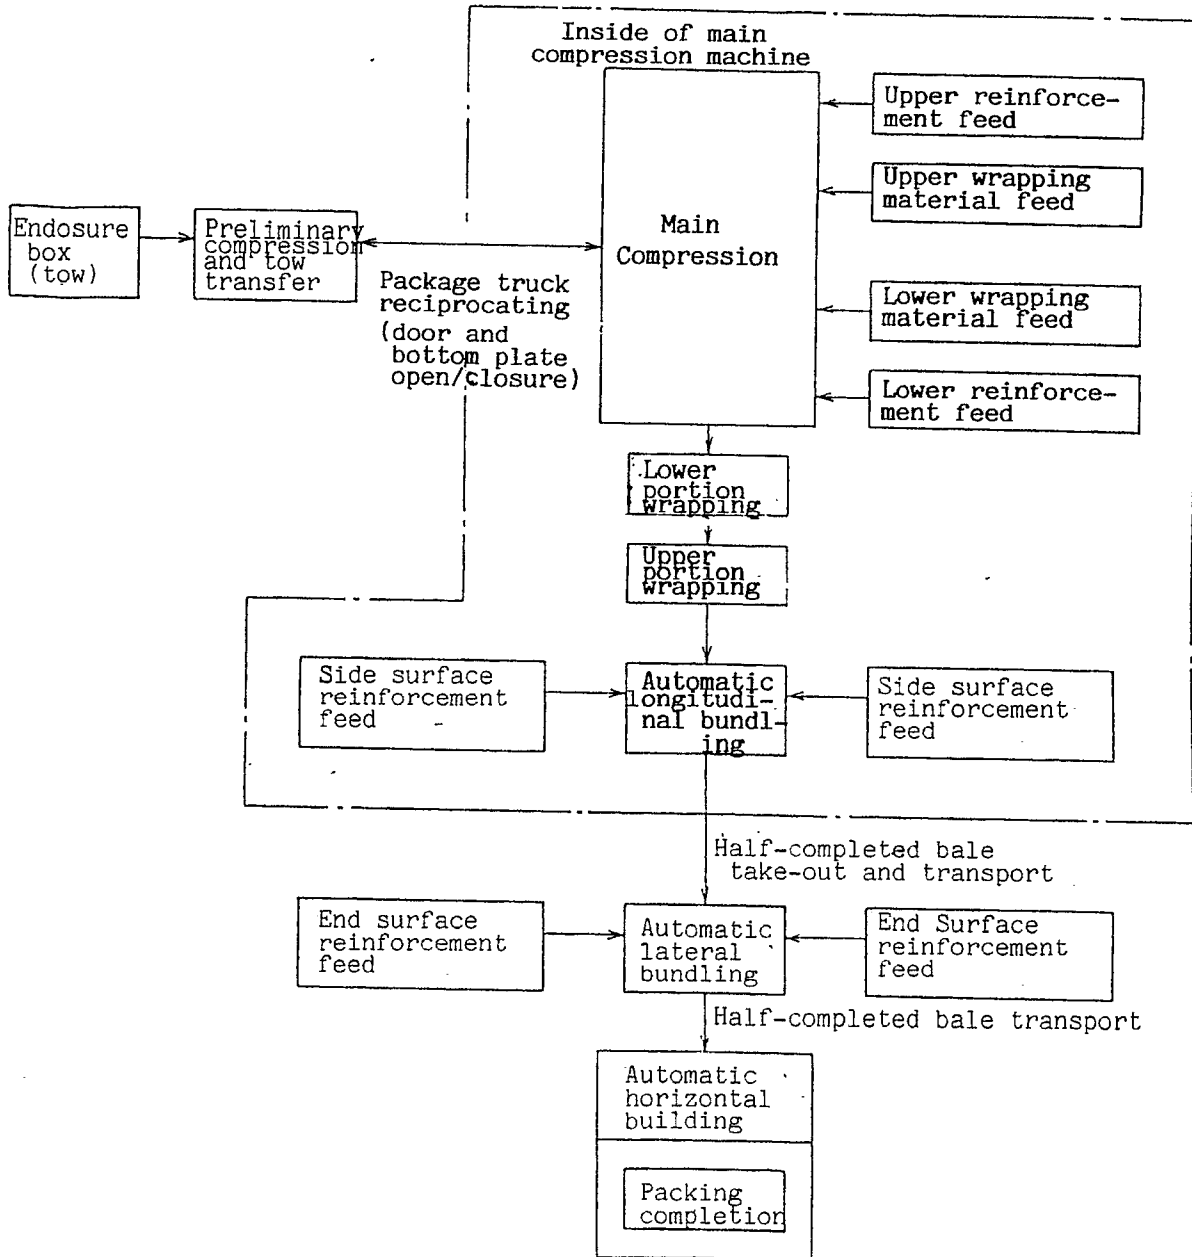 Inside of main
compression machine
Upper reinforce-
ment feed
Upper wrapping
material feed
Endosure
box
(tow)
Preliminary
compression
and tow
transfer
Main
Compression
Package truck
reciprocating
(door and
bottom plate
open/closure)
Lower wrapping
material feed
Lower reinforce-
ment feed
Lower
portion
wrapping
Upper
portion
wrapping
Side surface
reinforcement
feed
Automatic
longitudi-
nal bundl-
ing
Side surface
reinforcement
feed
Half-completed bale
take-out and transport
End surface
reinforcement
feed
Automatic
lateral
bundling
End Surface
reinforcement
feed
Half-completed bale transport
Automatic
horizontal
building
Packing
completion